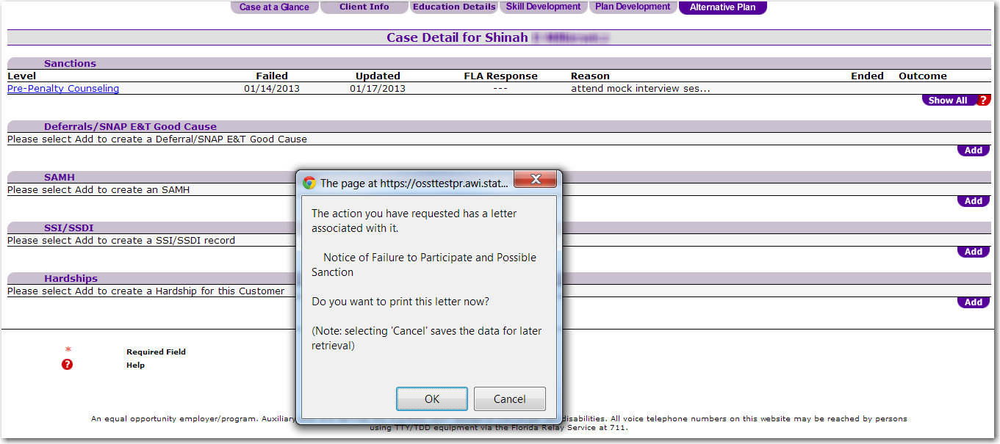 Case at a Glance Client Info Education Details Skill Development Plan Development Alternative Plan
Case Detail for Shinah
Sanctions
Level Failed Updated FLA Response Reason Ended Outcome
Pre-Penalty Counseling 01/14/2013 01/17/2013 --- attend mock interview ses...
Show All ?
Deferrals/SNAP E&T Good Cause
Please select Add to create a Deferral/SNAP E&T Good Cause
Add
SAMH
Please select Add to create an SAMH
Add
SSI/SSDI
Please select Add to create a SSI/SSDI record
Add
Hardships
Please select Add to create a Hardship for this Customer
Add
The page at https://ossttestpr.awi.stat... X
The action you have requested has a letter
associated with it.
Notice of Failure to Participate and Possible
Sanction
Do you want to print this letter now?
(Note: selecting 'Cancel' saves the data for later
retrieval)
OK Cancel
* Required Field
? Help
An equal opportunity employer/program. Auxiliary disabilities. All voice telephone numbers on this website may be reached by persons
using TTY/TDD equipment via the Florida Relay Service at 711.